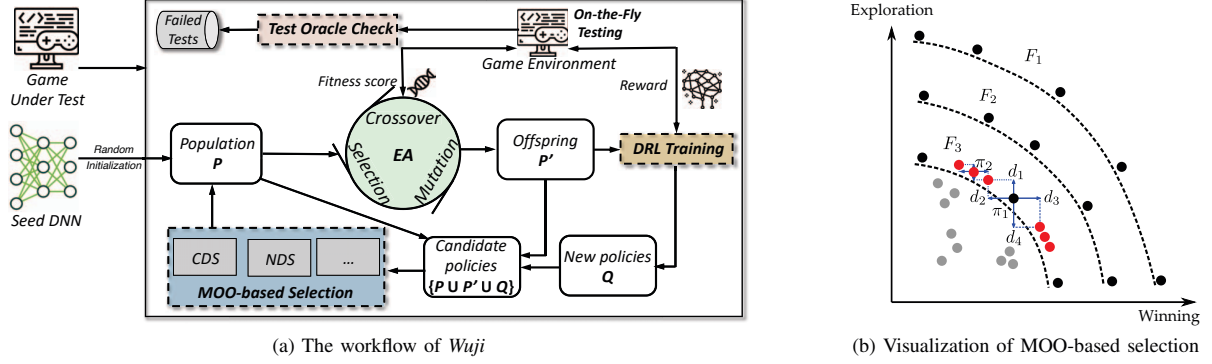 Game
Under Test
Seed DNN
Random
Initialization
Failed
Tests
Test Oracle Check
On-the-Fly
Testing
Game Environment
Fitness score
Reward
Population
P
Crossover
Selection
EA
Mutation
Offspring
P'
DRL Training
CDS
NDS
...
MOO-based Selection
Candidate
policies
{P ∪ P' ∪ Q}
New policies
Q
(a) The workflow of Wuji
Exploration
F₁
F₂
F₃
π₂
d₁
d₂
d₃
π₁
d₄
Winning
(b) Visualization of MOO-based selection